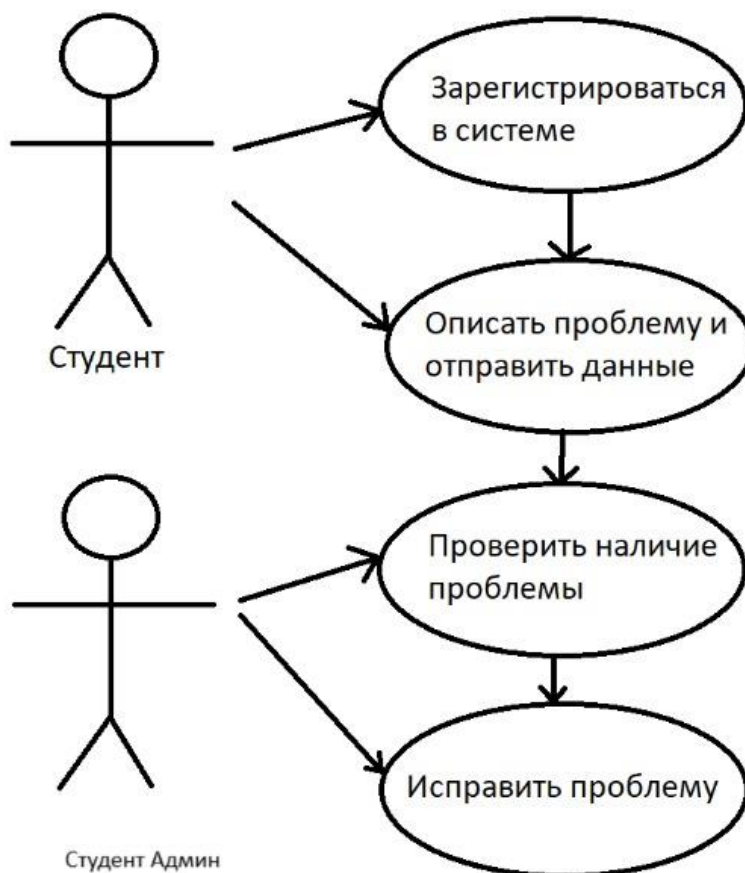 Зарегистрироваться
в системе
Описать проблему и
отправить данные
Студент
Проверить наличие
проблемы
Исправить проблему
Студент Админ